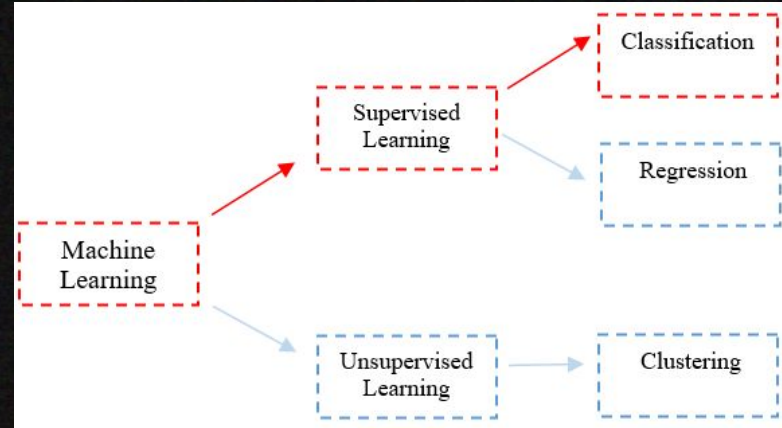 Classification
Supervised
Learning
Regression
Machine
Learning
Unsupervised
Learning
Clustering